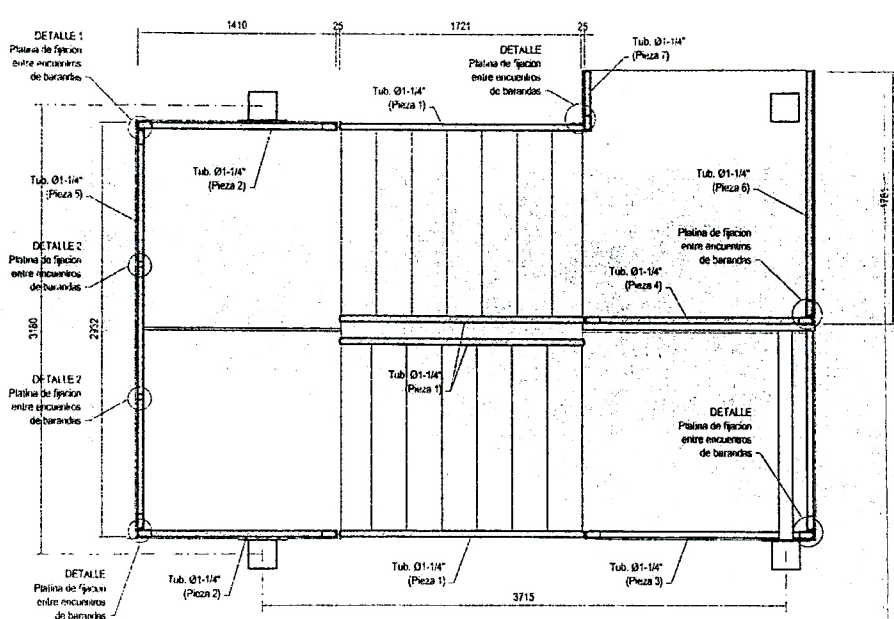 1410
25
1721
25
DETALLE 1
Platina de fijacion
entre encuentros
de barandas
DETALLE
Platina de fijacion
entre encuentros
de barandas
Tub. Ø1-1/4"
(Pieza 7)
Tub. Ø1-1/4"
(Pieza 1)
Tub. Ø1-1/4"
(Pieza 5)
Tub. Ø1-1/4"
(Pieza 2)
Tub. Ø1-1/4"
(Pieza 6)
DETALLE 2
Platina de fijacion
entre encuentros
de barandas
Platina de fijacion
entre encuentros
de barandas
Tub. Ø1-1/4"
(Pieza 4)
3180
2932
DETALLE 2
Platina de fijacion
entre encuentros
de barandas
Tub. Ø1-1/4"
(Pieza 1)
DETALLE
Platina de fijacion
entre encuentros
de barandas
DETALLE
Platina de fijacion
entre encuentros
de barandas
Tub. Ø1-1/4"
(Pieza 2)
Tub. Ø1-1/4"
(Pieza 1)
Tub. Ø1-1/4"
(Pieza 3)
3715